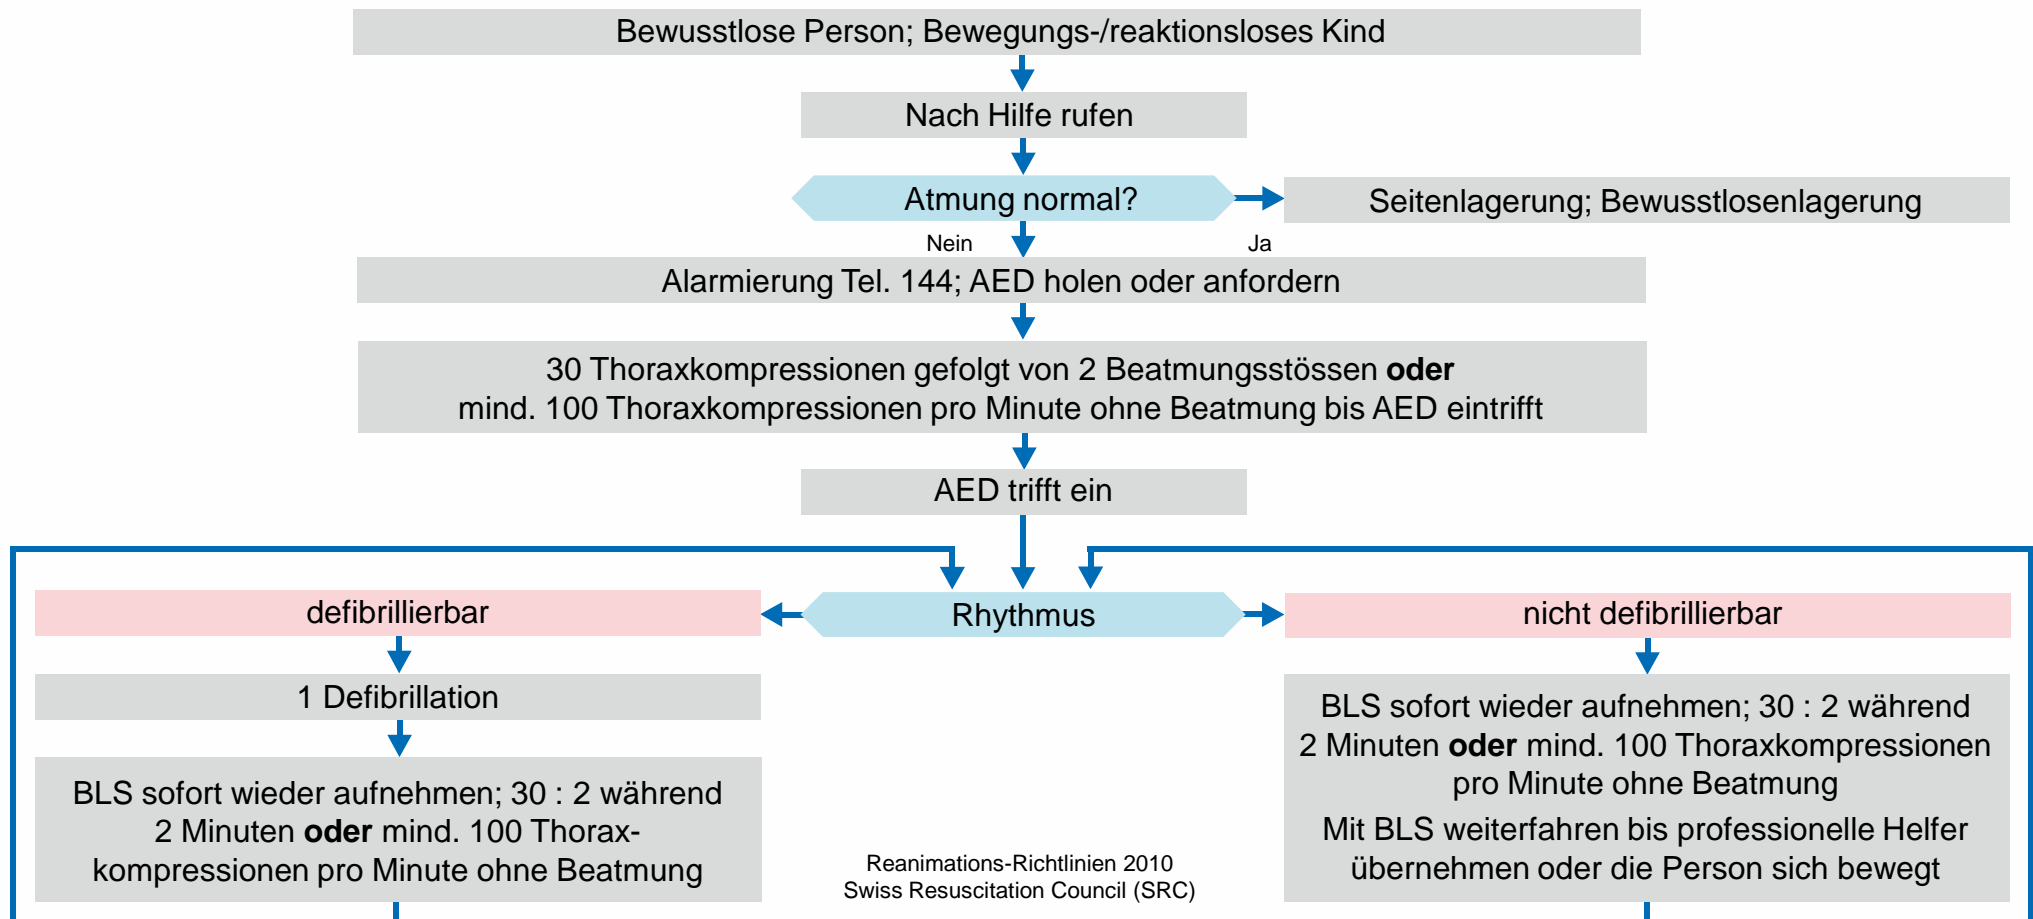 Bewusstlose Person; Bewegungs-/reaktionsloses Kind
Nach Hilfe rufen
Atmung normal?
Seitenlagerung; Bewusstlosenlagerung
Nein
Ja
Alarmierung Tel. 144; AED holen oder anfordern
30 Thoraxkompressionen gefolgt von 2 Beatmungsstössen oder
mind. 100 Thoraxkompressionen pro Minute ohne Beatmung bis AED eintrifft
AED trifft ein
defibrillierbar
Rhythmus
nicht defibrillierbar
1 Defibrillation
BLS sofort wieder aufnehmen; 30 : 2 während
2 Minuten oder mind. 100 Thorax-
kompressionen pro Minute ohne Beatmung
BLS sofort wieder aufnehmen; 30 : 2 während
2 Minuten oder mind. 100 Thoraxkompressionen
pro Minute ohne Beatmung
Mit BLS weiterfahren bis professionelle Helfer
übernehmen oder die Person sich bewegt
Reanimations-Richtlinien 2010
Swiss Resuscitation Council (SRC)